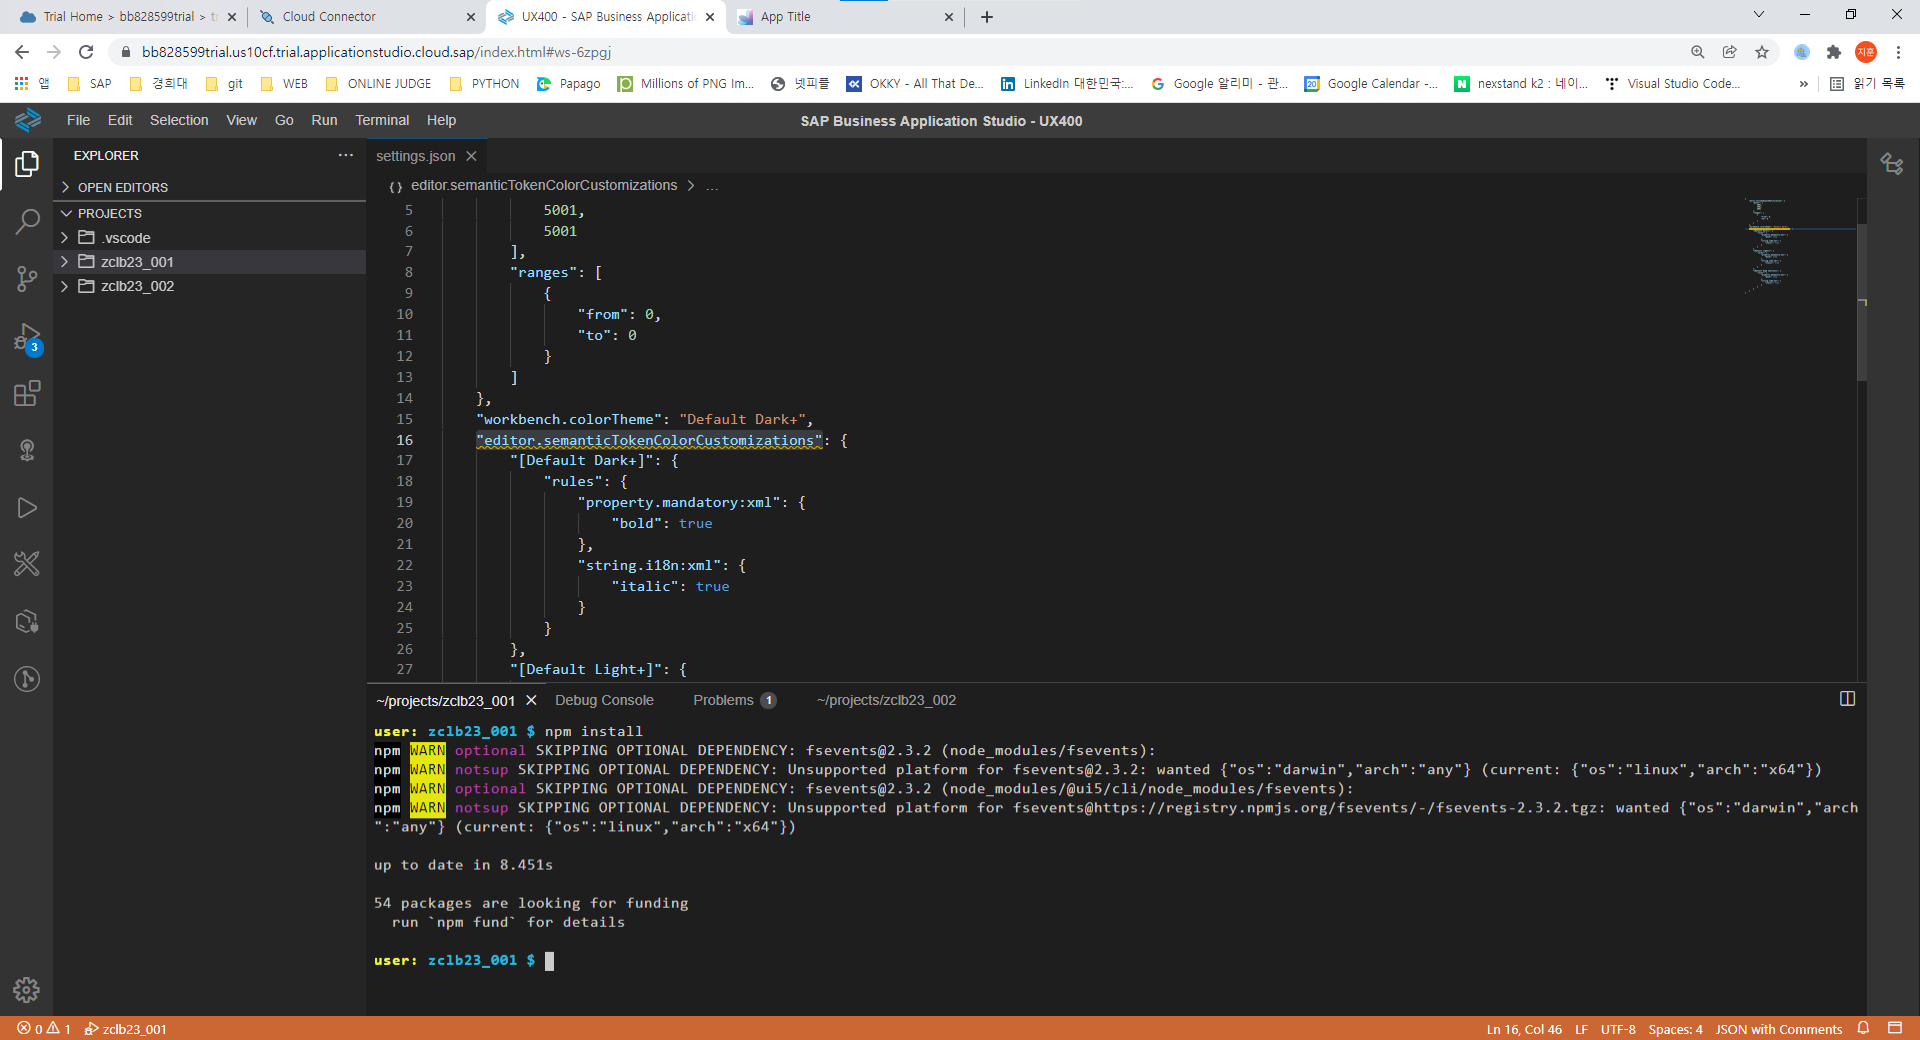 Trial Home > bb828599trial >
Cloud Connector
UX400 - SAP Business Applicati
App Title
bb828599trial.us10cf.trial.applicationstudio.cloud.sap/index.html#ws-6zpgj
지훈
앱
SAP
경희대
git
WEB
ONLINE JUDGE
PYTHON
Papago
Millions of PNG Im...
넷피플
OKKY - All That De...
LinkedIn 대한민국:...
Google 알리미 - 관...
Google Calendar -...
nexstand k2 : 네이...
Visual Studio Code...
»
읽기 목록
File Edit Selection View Go Run Terminal Help
SAP Business Application Studio - UX400
EXPLORER
...
OPEN EDITORS
PROJECTS
.vscode
zclb23_001
zclb23_002
3
settings.json
{} editor.semanticTokenColorCustomizations > ...
5 5001,
6 5001
7 ],
8 "ranges": [
9 {
10 "from": 0,
11 "to": 0
12 }
13 ]
14 },
15 "workbench.colorTheme": "Default Dark+",
16 "editor.semanticTokenColorCustomizations": {
17 "[Default Dark+]": {
18 "rules": {
19 "property.mandatory:xml": {
20 "bold": true
21 },
22 "string.i18n:xml": {
23 "italic": true
24 }
25 }
26 },
27 "[Default Light+]": {
~/projects/zclb23_001
Debug Console
Problems 1
~/projects/zclb23_002
user: zclb23_001 $ npm install
npm WARN optional SKIPPING OPTIONAL DEPENDENCY: fsevents@2.3.2 (node_modules/fsevents):
npm WARN notsup SKIPPING OPTIONAL DEPENDENCY: Unsupported platform for fsevents@2.3.2: wanted {"os":"darwin","arch":"any"} (current: {"os":"linux","arch":"x64"})
npm WARN optional SKIPPING OPTIONAL DEPENDENCY: fsevents@2.3.2 (node_modules/@ui5/cli/node_modules/fsevents):
npm WARN notsup SKIPPING OPTIONAL DEPENDENCY: Unsupported platform for fsevents@https://registry.npmjs.org/fsevents/-/fsevents-2.3.2.tgz: wanted {"os":"darwin","arch
":"any"} (current: {"os":"linux","arch":"x64"})
up to date in 8.451s
54 packages are looking for funding
run `npm fund` for details
user: zclb23_001 $
0 1 zclb23_001
Ln 16, Col 46 LF UTF-8 Spaces: 4 JSON with Comments